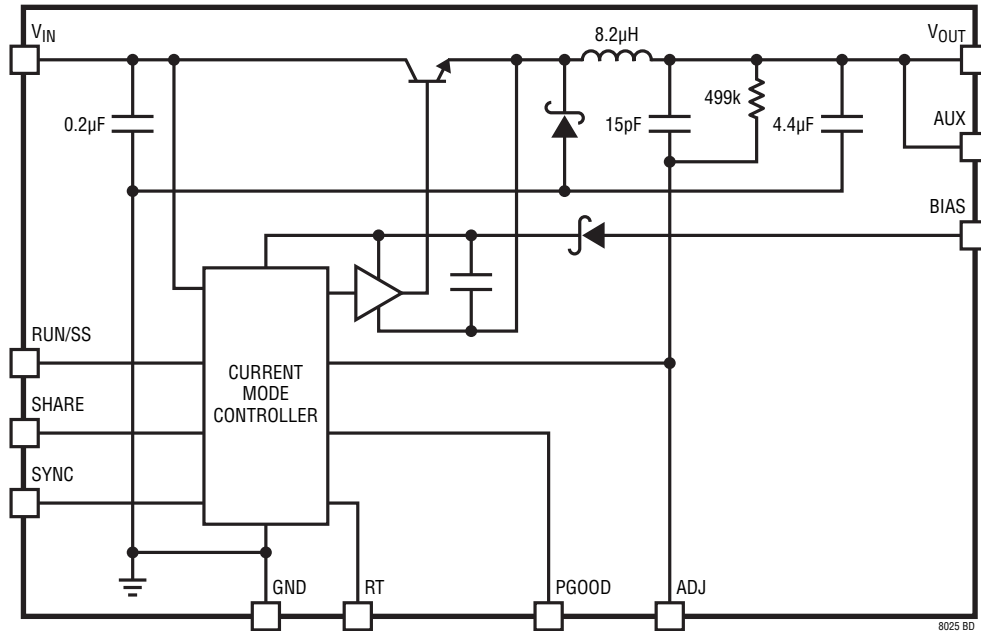 VIN
8.2µH
VOUT
0.2µF
15pF
499k
4.4µF
AUX
BIAS
RUN/SS
SHARE
SYNC
CURRENT
MODE
CONTROLLER
GND
RT
PGOOD
ADJ
8025 BD